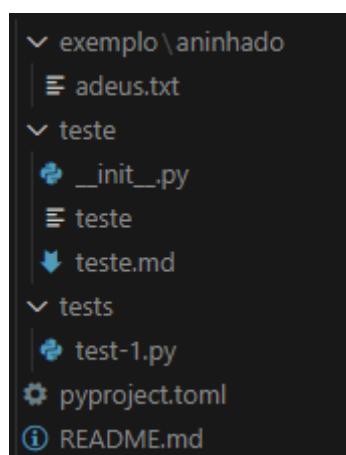 exemplo\aninhado
adeus.txt
teste
__init__.py
teste
teste.md
tests
test-1.py
pyproject.toml
README.md